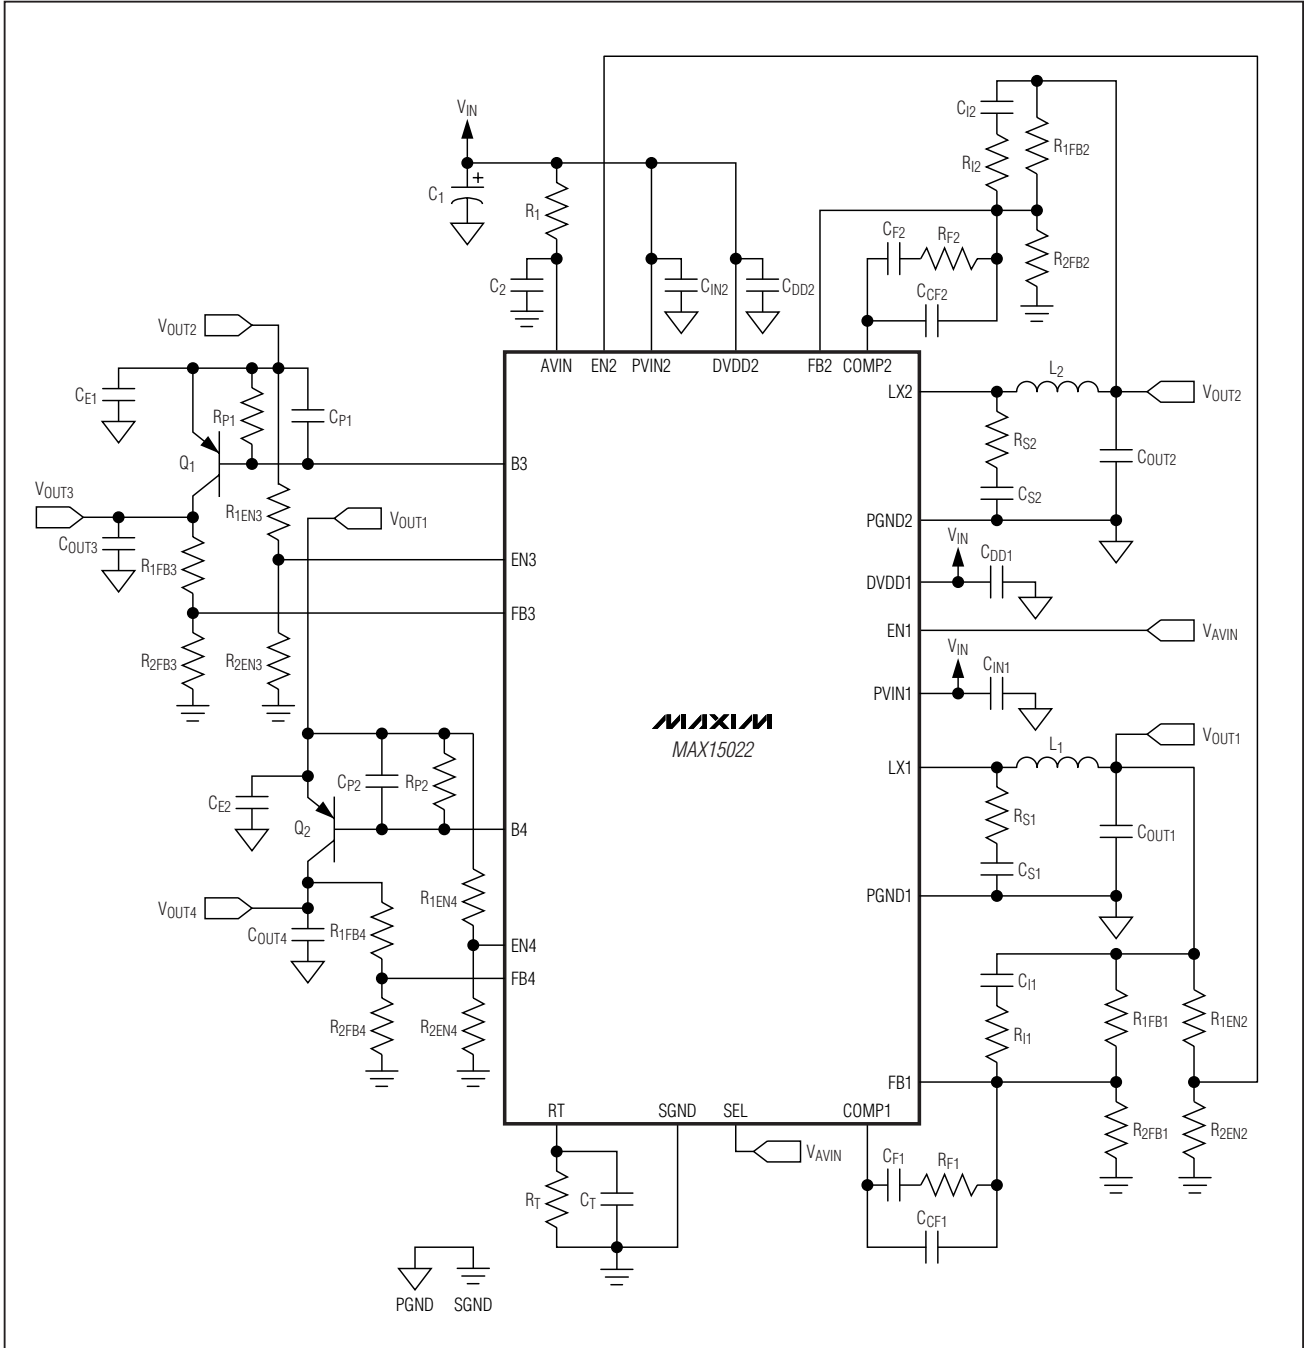 VIN
C1
+
R1
C2
CIN2
CDD2
CI2
RI2
R1FB2
CF2
RF2
R2FB2
CCF2
VOUT2
AVIN
EN2
PVIN2
DVDD2
FB2
COMP2
CE1
RP1
CP1
Q1
B3
LX2
L2
VOUT2
RS2
COUT2
CS2
PGND2
VOUT3
COUT3
R1FB3
R1EN3
VOUT1
EN3
FB3
R2FB3
R2EN3
VIN
CDD1
DVDD1
EN1
VAVIN
VIN
CIN1
PVIN1
MAXIM
MAX15022
LX1
L1
VOUT1
CE2
CP2
RP2
Q2
B4
RS1
COUT1
CS1
PGND1
VOUT4
COUT4
R1FB4
R1EN4
EN4
FB4
R2FB4
R2EN4
CI1
RI1
R1FB1
R1EN2
FB1
R2FB1
R2EN2
RT
SGND
SEL
COMP1
VAVIN
RT
CT
CF1
RF1
CCF1
PGND
SGND